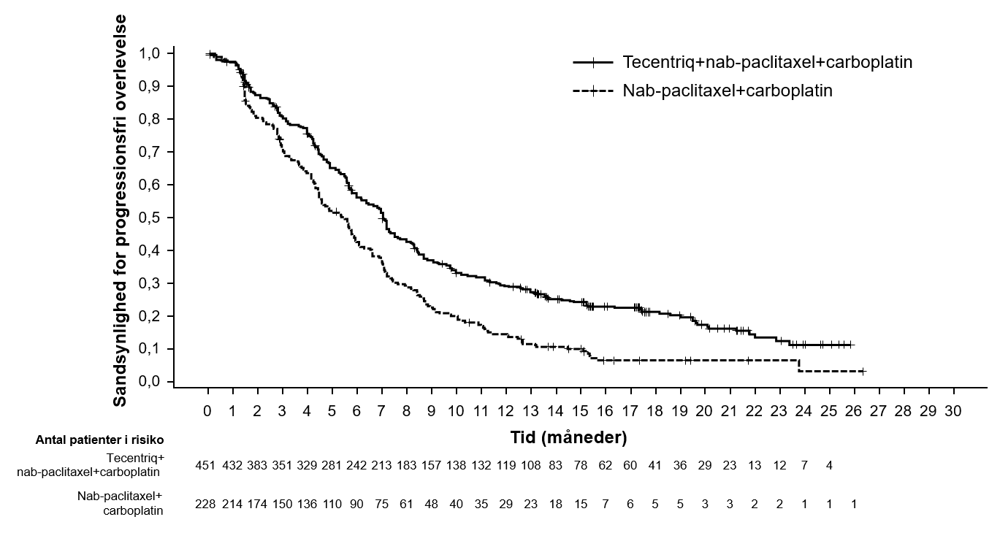 Sandsynlighed for progressionsfri overlevelse
1,0
0,9
0,8
0,7
0,6
0,5
0,4
0,3
0,2
0,1
0,0
Tecentriq+nab-paclitaxel+carboplatin
Nab-paclitaxel+carboplatin
0 1 2 3 4 5 6 7 8 9 10 11 12 13 14 15 16 17 18 19 20 21 22 23 24 25 26 27 28 29 30
Tid (måneder)
Antal patienter i risiko
Tecentriq+
nab-paclitaxel+carboplatin 451 432 383 351 329 281 242 213 183 157 138 132 119 108 83 78 62 60 41 36 29 23 13 12 7 4
Nab-paclitaxel+
carboplatin 228 214 174 150 136 110 90 75 61 48 40 35 29 23 18 15 7 6 5 5 3 3 2 2 1 1 1